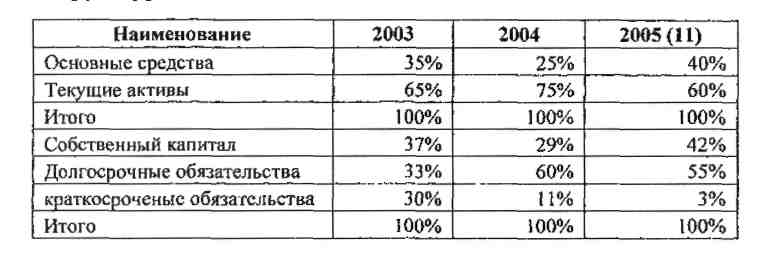 Наименование 2003 2004 2005 (11)
Основные средства 35% 25% 40%
Текущие активы 65% 75% 60%
Итого 100% 100% 100%
Собственный капитал 37% 29% 42%
Долгосрочные обязательства 33% 60% 55%
краткосроченые обязательства 30% 11% 3%
Итого 100% 100% 100%